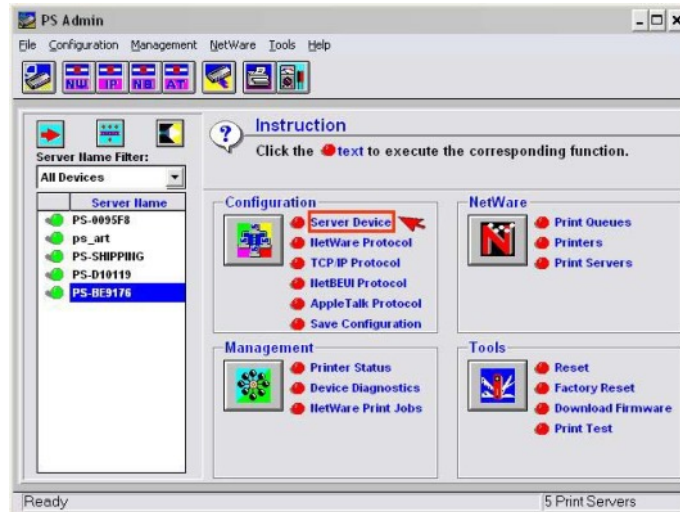 PS Admin
File Configuration Management NetWare Tools Help
NW IP NB AT
Instruction
Click the text to execute the corresponding function.
Server Name Filter:
All Devices
Server Name
PS-0095F8
ps_art
PS-SHIPPING
PS-D10119
PS-BE9176
Configuration
Server Device
NetWare Protocol
TCP/IP Protocol
NetBEUI Protocol
AppleTalk Protocol
Save Configuration
NetWare
Print Queues
Printers
Print Servers
Management
Printer Status
Device Diagnostics
NetWare Print Jobs
Tools
Reset
Factory Reset
Download Firmware
Print Test
Ready
5 Print Servers